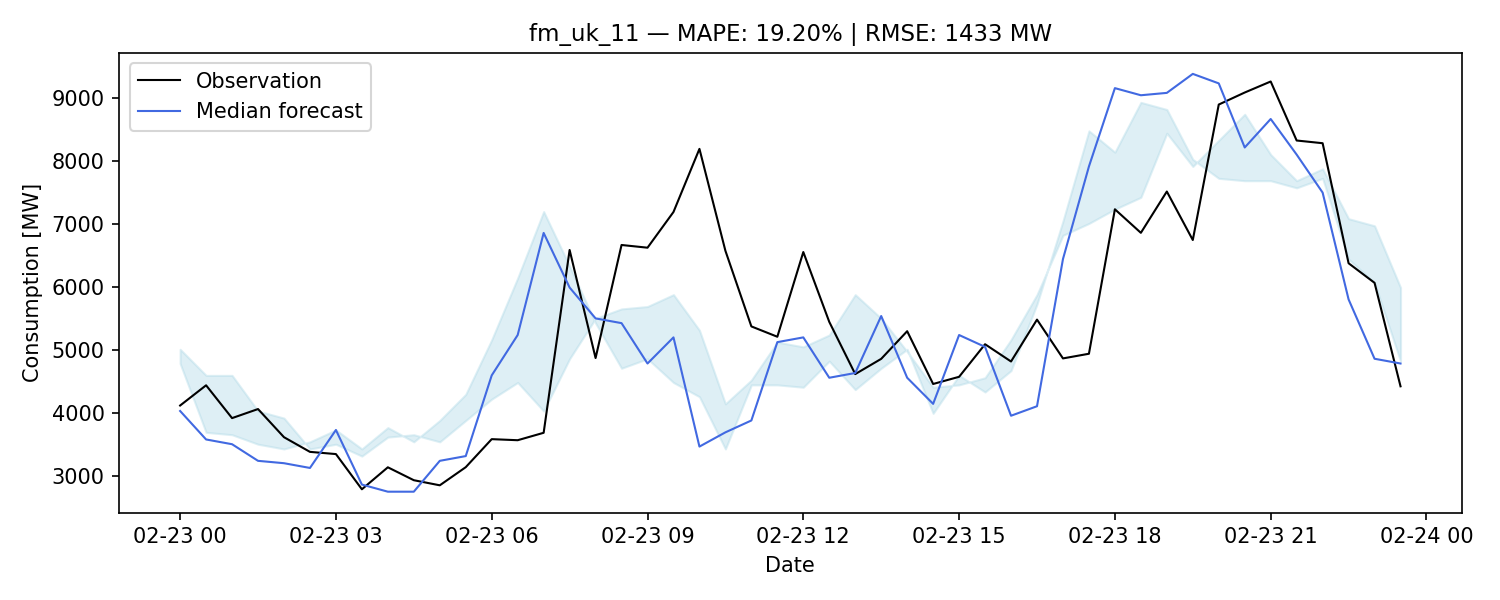 fm_uk_11 — MAPE: 19.20% | RMSE: 1433 MW
Observation
Median forecast
Consumption [MW]
9000
8000
7000
6000
5000
4000
3000
02-23 00 02-23 03 02-23 06 02-23 09 02-23 12 02-23 15 02-23 18 02-23 21 02-24 00
Date